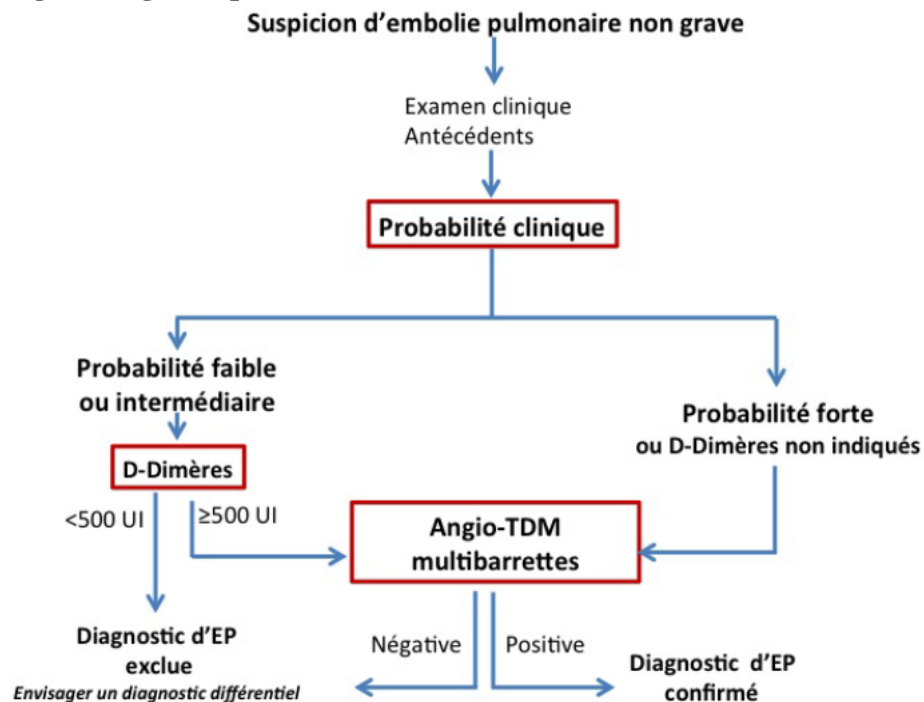 Suspicion d'embolie pulmonaire non grave
Examen clinique
Antécédents
Probabilité clinique
Probabilité faible
ou intermédiaire
Probabilité forte
ou D-Dimères non indiqués
D-Dimères
<500 UI
≥500 UI
Angio-TDM
multibarrettes
Diagnostic d'EP
exclue
Envisager un diagnostic différentiel
Négative
Positive
Diagnostic d'EP
confirmé